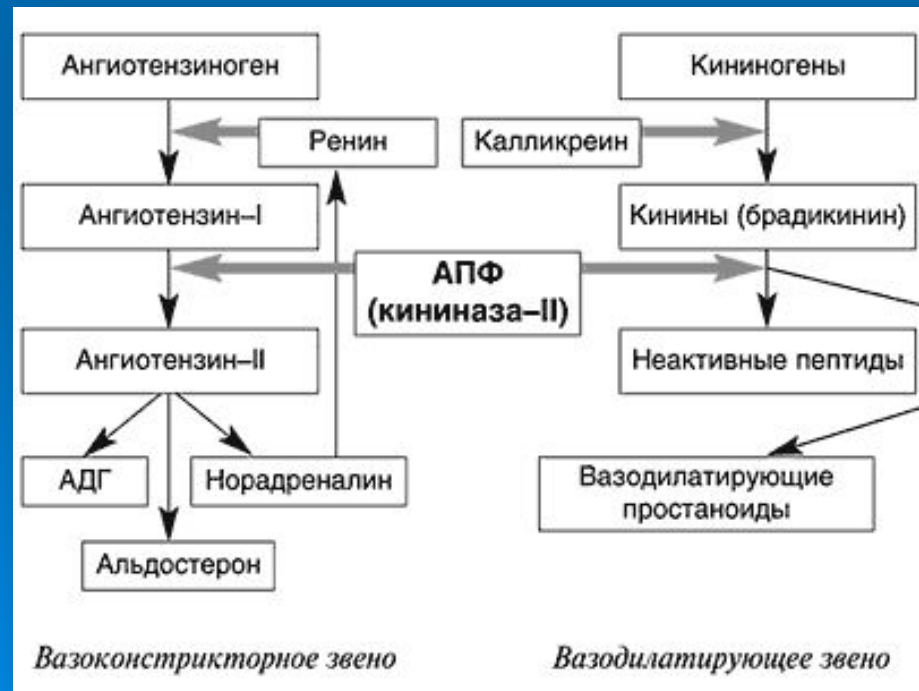 Ангиотензиноген
Кининогены
Ренин
Калликреин
Ангиотензин–I
Кинины (брадикинин)
АПФ
(кининаза–II)
Ангиотензин–II
Неактивные пептиды
АДГ
Норадреналин
Вазодилатирующие
простаноиды
Альдостерон
Вазоконстрикторное звено
Вазодилатирующее звено